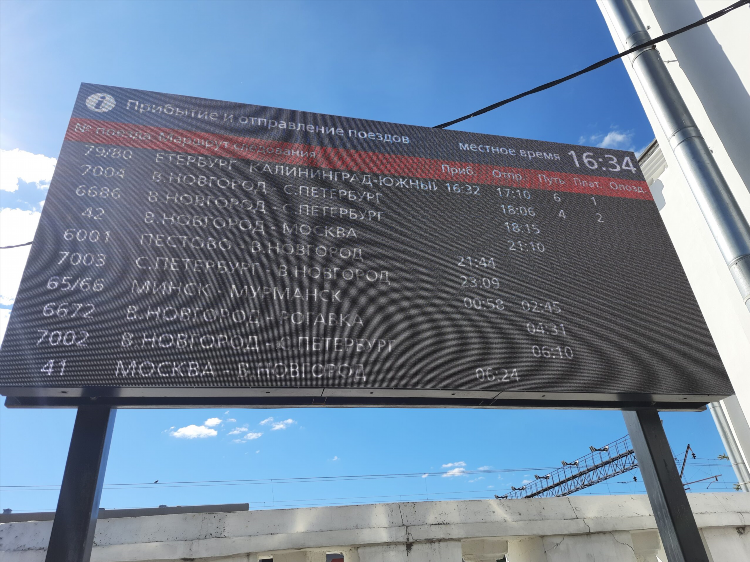 i Прибытие и отправление поездов местное время 16:34
№ поезда Маршрут следования Приб. Отпр. Путь Плат. Опозд.
79/80 ЕТЕРБУРГ-КАЛИНИНГРАД-ЮЖНЫЙ 16:32 17:10 6 1
7004 В.НОВГОРОД - С.ПЕТЕРБУРГ 18:06 4 2
6686 В.НОВГОРОД - С.ПЕТЕРБУРГ 18:15
42 В.НОВГОРОД - МОСКВА 21:10
6001 ПЕСТОВО - В.НОВГОРОД 21:44
7003 С.ПЕТЕРБУРГ - В.НОВГОРОД 23:09
65/66 МИНСК - МУРМАНСК 00:58 02:45
6672 В.НОВГОРОД - РОГАВКА 04:31
7002 В.НОВГОРОД - С.ПЕТЕРБУРГ 06:10
41 МОСКВА - В.НОВГОРОД 06:24